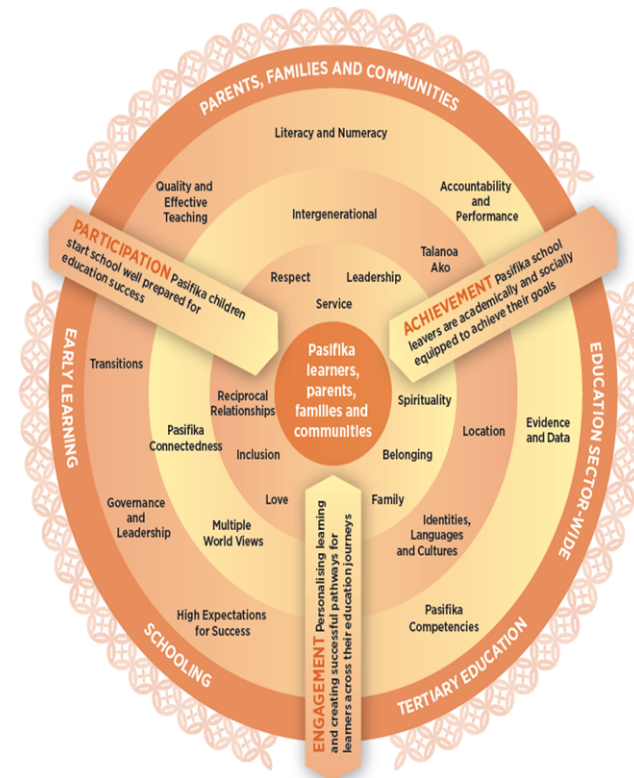 PARENTS, FAMILIES AND COMMUNITIES
Literacy and Numeracy
Quality and
Effective
Teaching
Accountability
and
Performance
Intergenerational
Talanoa
Ako
Respect
Leadership
Service
PARTICIPATION Pasifika children
start school well prepared for
education success
ACHIEVEMENT Pasifika school
leavers are academically and socially
equipped to achieve their goals
Pasifika
learners,
parents,
families and
communities
EARLY LEARNING
Transitions
Reciprocal
Relationships
Spirituality
Pasifika
Connectedness
Inclusion
Belonging
Location
Evidence
and Data
EDUCATION SECTOR-WIDE
Love
Family
Governance
and
Leadership
Multiple
World Views
Identities,
Languages
and Cultures
High Expectations
for Success
Pasifika
Competencies
SCHOOLING
TERTIARY EDUCATION
ENGAGEMENT Personalising learning
and creating successful pathways for
learners across their education journeys